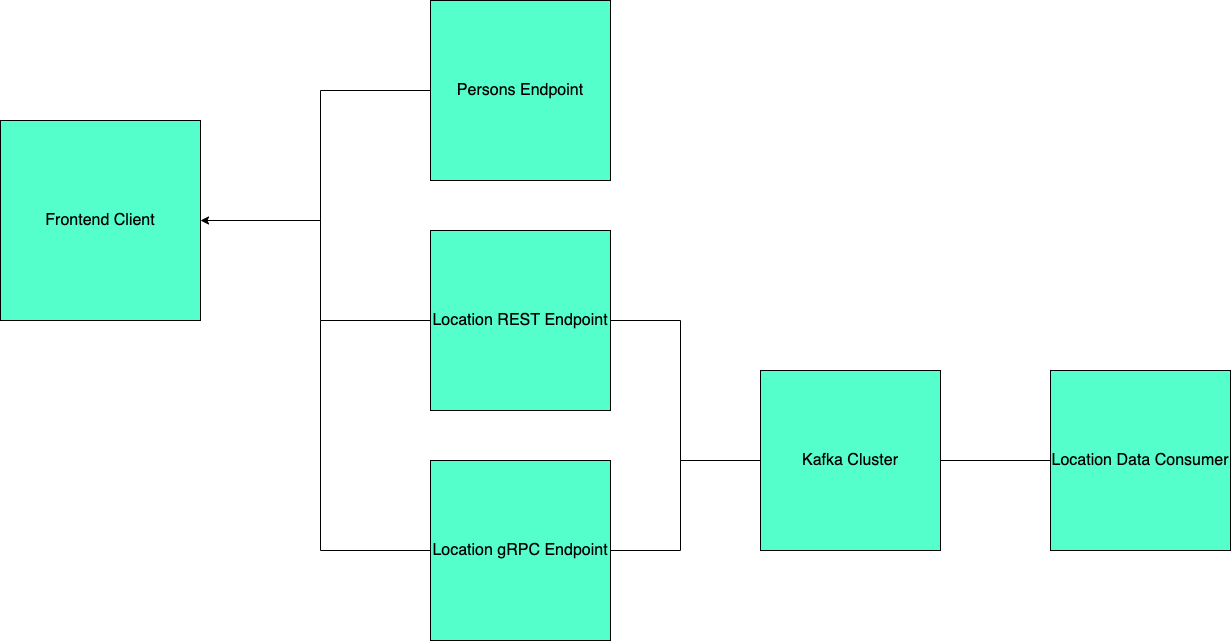 Persons Endpoint
Frontend Client
Location REST Endpoint
Kafka Cluster
Location Data Consumer
Location gRPC Endpoint